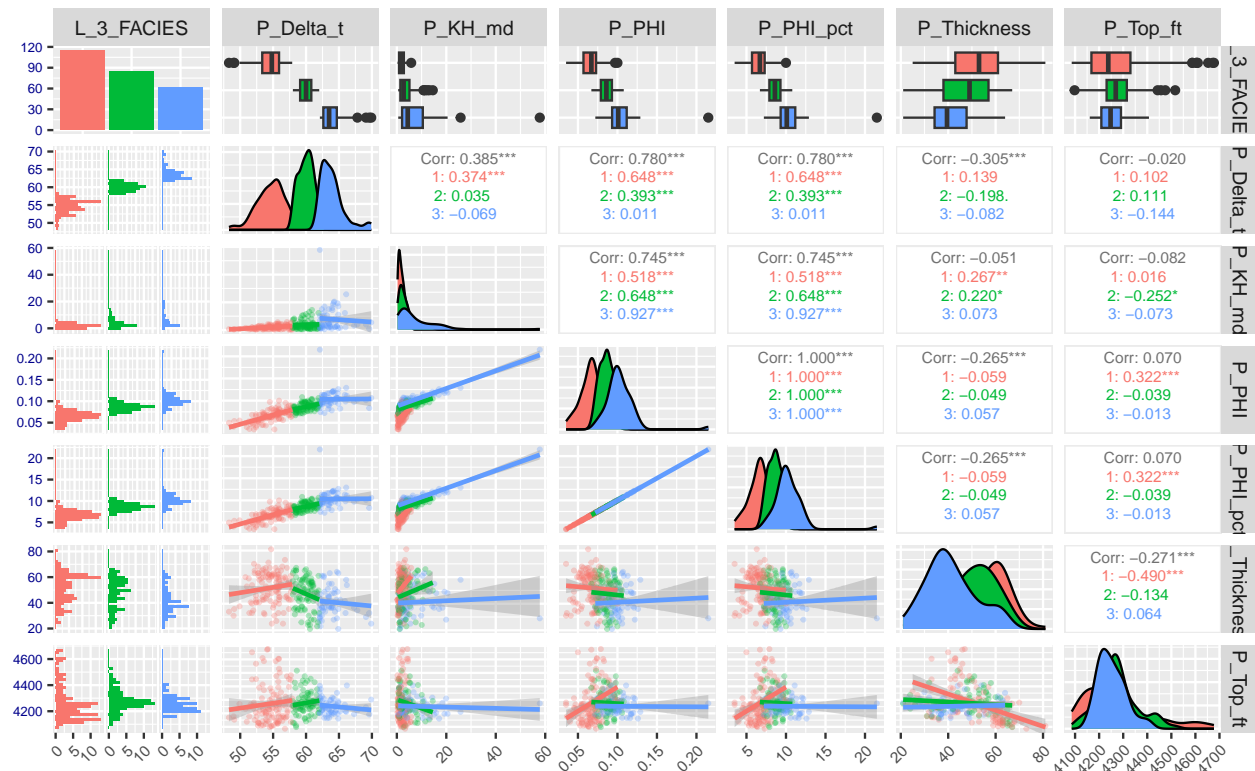 L_3_FACIES P_Delta_t P_KH_md P_PHI P_PHI_pct P_Thickness P_Top_ft
120
90
60
30
0
_3_FACIE
70
65
60
55
50
Corr: 0.385*** Corr: 0.780*** Corr: 0.780*** Corr: −0.305*** Corr: −0.020
1: 0.374*** 1: 0.648*** 1: 0.648*** 1: 0.139 1: 0.102
2: 0.035 2: 0.393*** 2: 0.393*** 2: −0.198. 2: 0.111
3: −0.069 3: 0.011 3: 0.011 3: −0.082 3: −0.144
P_Delta_t
60
40
20
0
Corr: 0.745*** Corr: 0.745*** Corr: −0.051 Corr: −0.082
1: 0.518*** 1: 0.518*** 1: 0.267** 1: 0.016
2: 0.648*** 2: 0.648*** 2: 0.220* 2: −0.252*
3: 0.927*** 3: 0.927*** 3: 0.073 3: −0.073
P_KH_md
0.20
0.15
0.10
0.05
Corr: 1.000*** Corr: −0.265*** Corr: 0.070
1: 1.000*** 1: −0.059 1: 0.322***
2: 1.000*** 2: −0.049 2: −0.039
3: 1.000*** 3: 0.057 3: −0.013
P_PHI
20
15
10
5
Corr: −0.265*** Corr: 0.070
1: −0.059 1: 0.322***
2: −0.049 2: −0.039
3: 0.057 3: −0.013
P_PHI_pct
80
60
40
20
Corr: −0.271***
1: −0.490***
2: −0.134
3: 0.064
_Thicknes
4600
4400
4200
P_Top_ft
0 5 10 0 5 10 0 5 10 50 55 60 65 70 0 20 40 60 0.05 0.10 0.15 0.20 5 10 15 20 20 40 60 80 4100 4200 4300 4400 4500 4600 4700